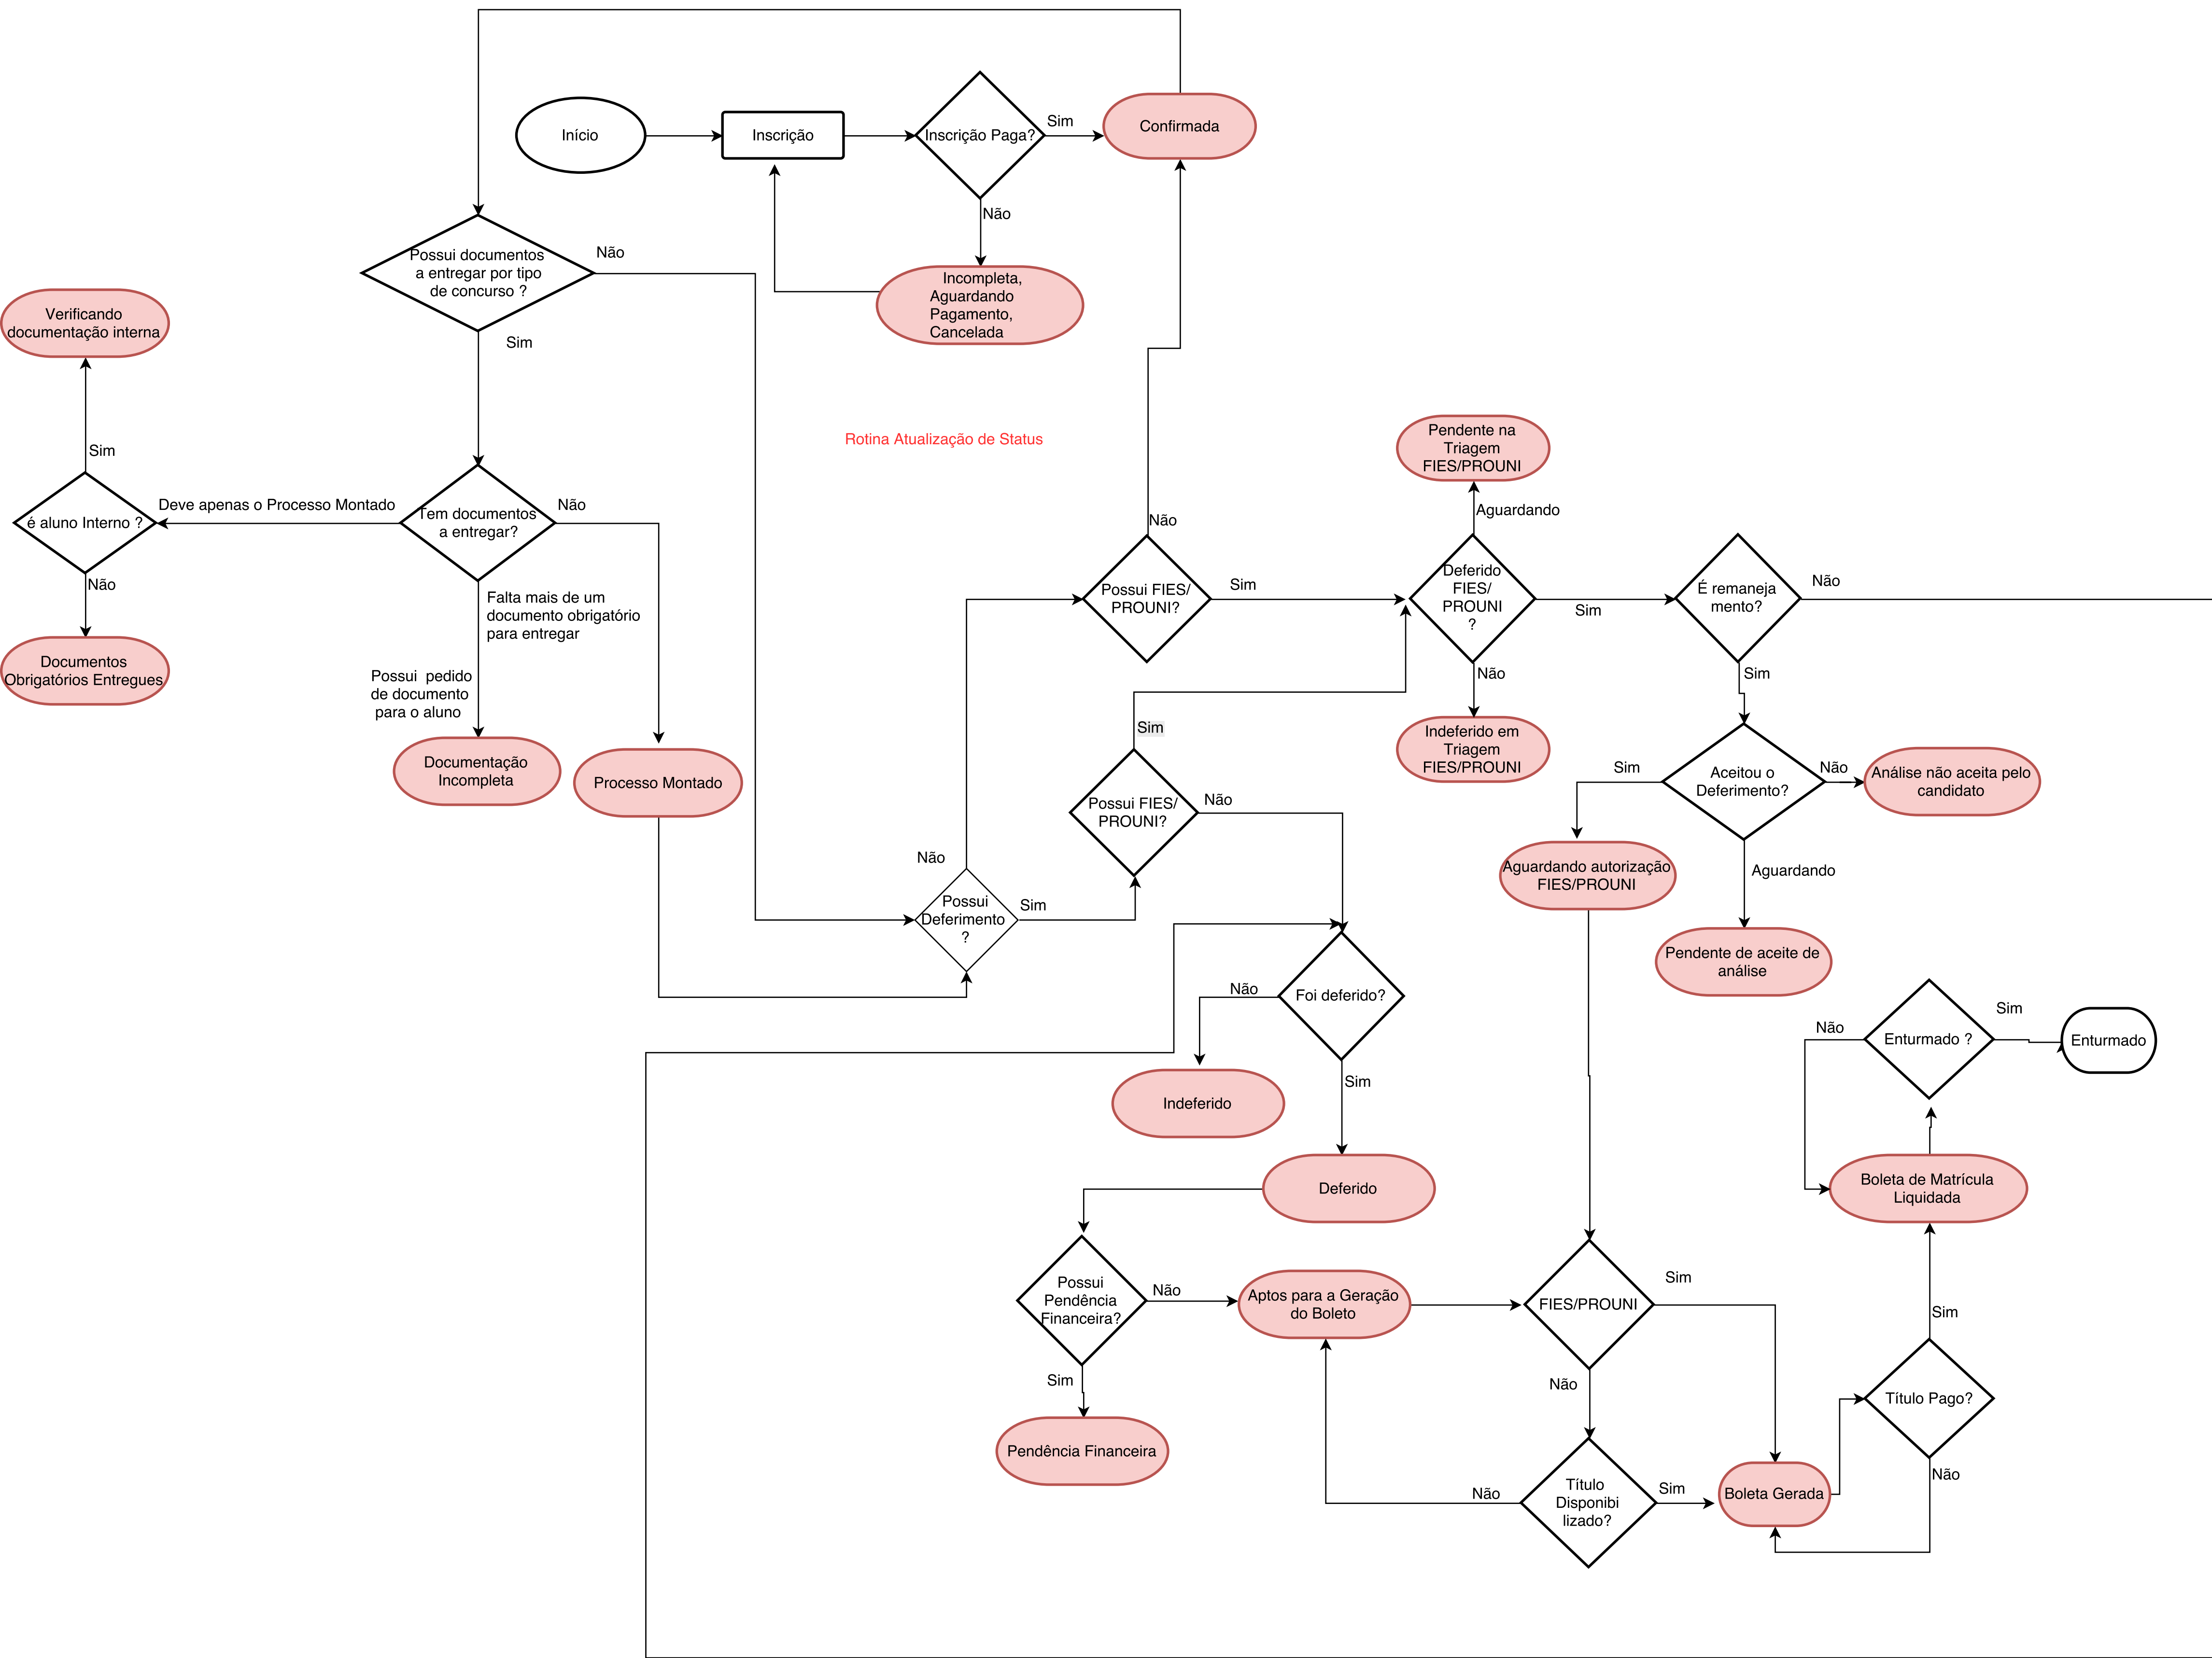 Início
Inscrição
Inscrição Paga?
Sim
Confirmada
Não
Incompleta,
Aguardando
Pagamento,
Cancelada
Possui documentos
a entregar por tipo
de concurso ?
Não
Sim
Verificando
documentação interna
Sim
é aluno Interno ?
Deve apenas o Processo Montado
Tem documentos
a entregar?
Não
Não
Documentos
Obrigatórios Entregues
Falta mais de um
documento obrigatório
para entregar
Possui pedido
de documento
para o aluno
Documentação
Incompleta
Processo Montado
Rotina Atualização de Status
Não
Possui FIES/
PROUNI?
Sim
Pendente na
Triagem
FIES/PROUNI
Aguardando
Deferido
FIES/
PROUNI
?
Sim
Não
Indeferido em
Triagem
FIES/PROUNI
É remaneja
mento?
Não
Sim
Aceitou o
Deferimento?
Sim
Não
Análise não aceita pelo
candidato
Aguardando autorização
FIES/PROUNI
Aguardando
Pendente de aceite de
análise
Sim
Possui FIES/
PROUNI?
Não
Não
Possui
Deferimento
?
Sim
Foi deferido?
Não
Indeferido
Sim
Deferido
Possui
Pendência
Financeira?
Não
Sim
Pendência Financeira
Aptos para a Geração
do Boleto
FIES/PROUNI
Sim
Não
Título
Disponibi
lizado?
Não
Sim
Boleta Gerada
Título Pago?
Não
Sim
Boleta de Matrícula
Liquidada
Enturmado ?
Não
Sim
Enturmado